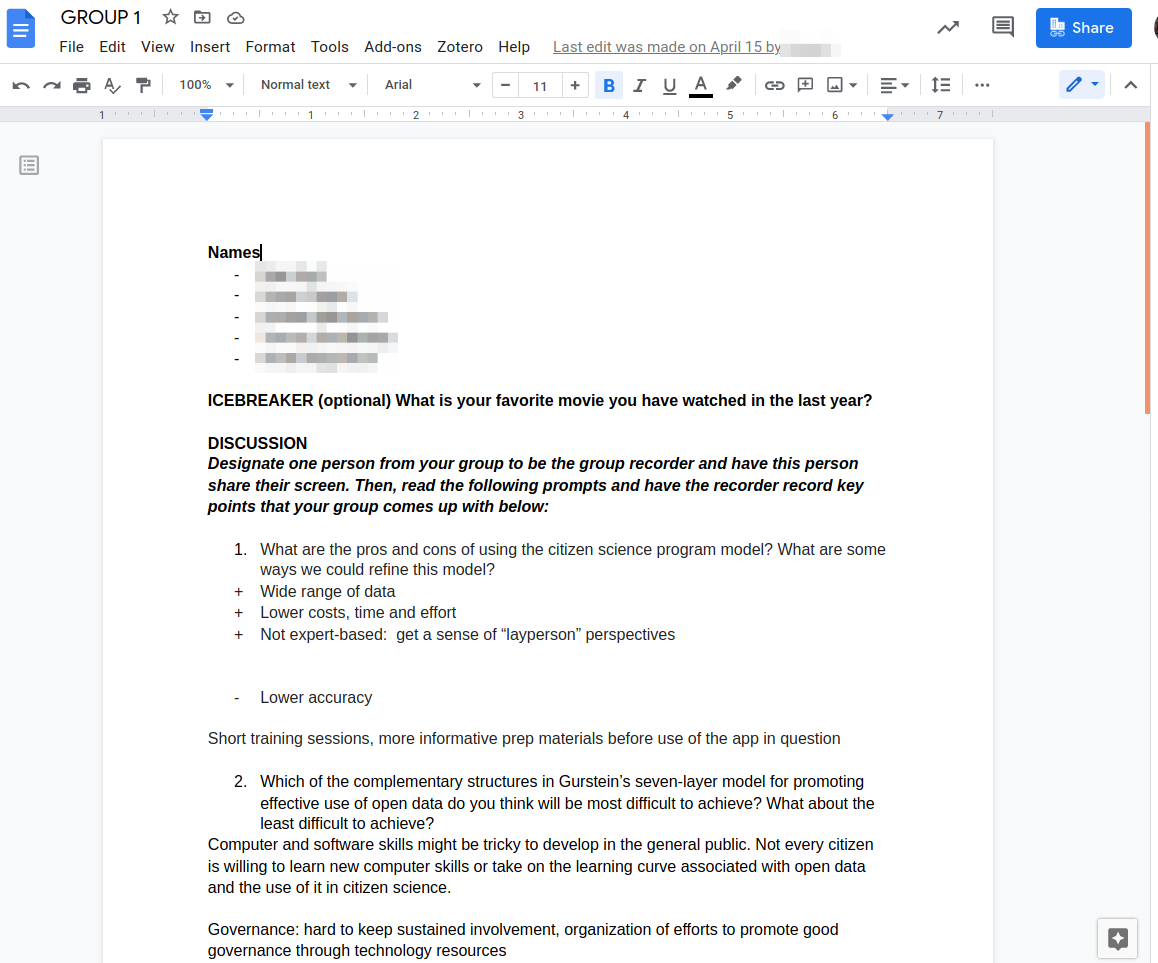 GROUP 1
File Edit View Insert Format Tools Add-ons Zotero Help Last edit was made on April 15 by
Share
100% Normal text Arial - 11 + B I U A
1 1 2 3 4 5 6 7
Names
-
-
-
-
-
ICEBREAKER (optional) What is your favorite movie you have watched in the last year?
DISCUSSION
Designate one person from your group to be the group recorder and have this person
share their screen. Then, read the following prompts and have the recorder record key
points that your group comes up with below:
1. What are the pros and cons of using the citizen science program model? What are some
ways we could refine this model?
+ Wide range of data
+ Lower costs, time and effort
+ Not expert-based:  get a sense of “layperson” perspectives
- Lower accuracy
Short training sessions, more informative prep materials before use of the app in question
2. Which of the complementary structures in Gurstein’s seven-layer model for promoting
effective use of open data do you think will be most difficult to achieve? What about the
least difficult to achieve?
Computer and software skills might be tricky to develop in the general public. Not every citizen
is willing to learn new computer skills or take on the learning curve associated with open data
and the use of it in citizen science.
Governance: hard to keep sustained involvement, organization of efforts to promote good
governance through technology resources